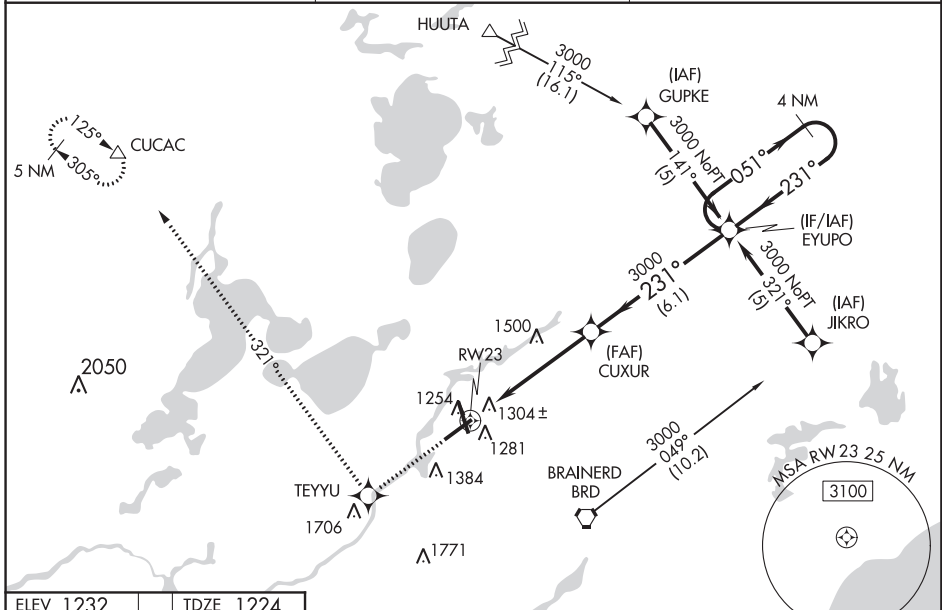 HUUTA
3000
115°
(16.1)
(IAF)
GUPKE
4 NM
125°
CUCAC
5 NM
305°
3000 NoPT
141°
(5)
051°
231°
(IF/IAF)
EYUPO
3000
231°
(6.1)
3000 NoPT
321°
(5)
(IAF)
JIKRO
1500
RW23
(FAF)
CUXUR
321°
2050
1254
1304±
1281
3000
049°
(10.2)
BRAINERD
BRD
1384
TEYYU
1706
1771
MSA RW23 25 NM
3100
ELEV 1232
TDZE 1224